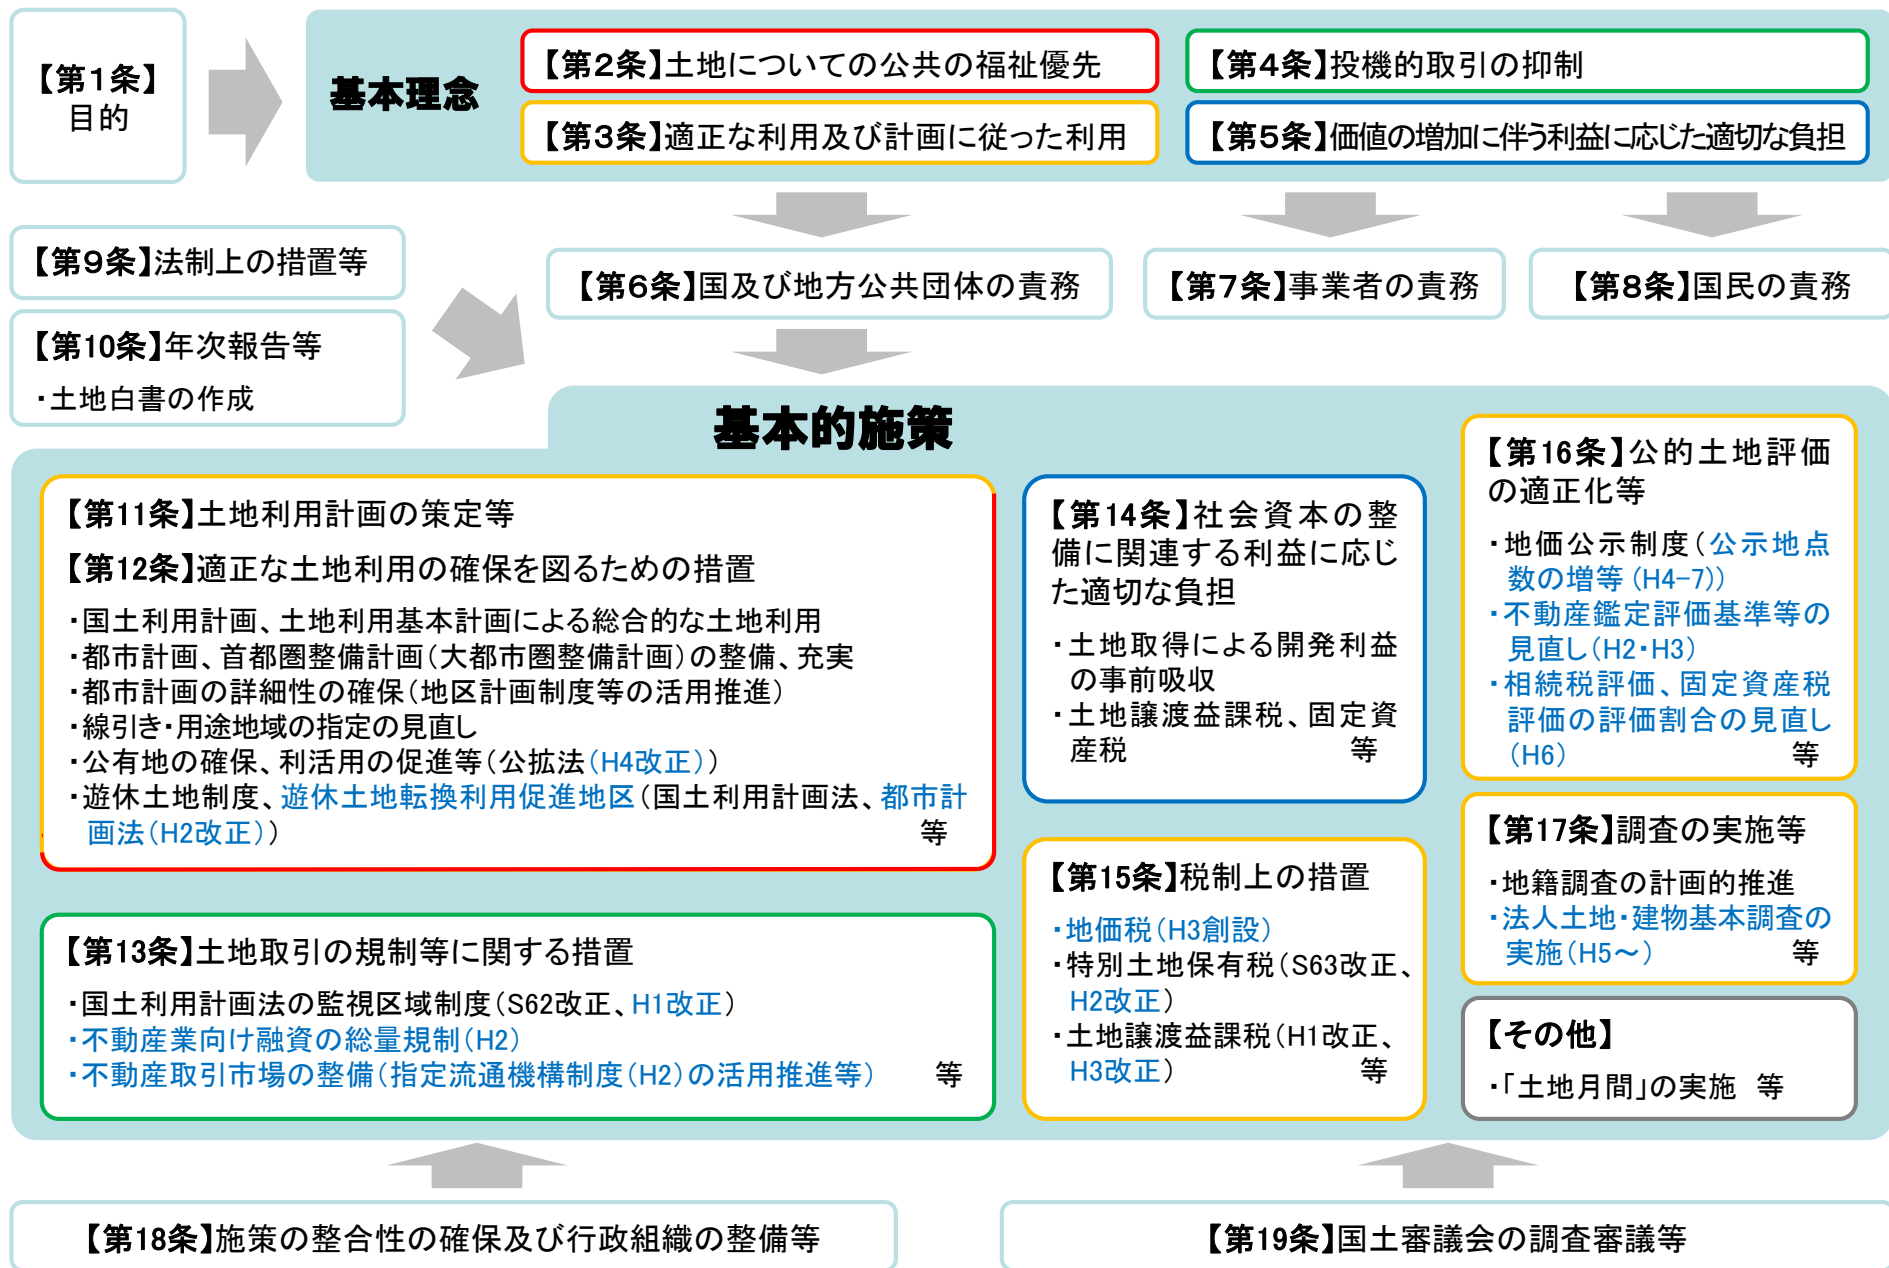 【第1条】
目的
基本理念
【第2条】土地についての公共の福祉優先
【第3条】適正な利用及び計画に従った利用
【第4条】投機的取引の抑制
【第5条】価値の増加に伴う利益に応じた適切な負担
【第9条】法制上の措置等
【第10条】年次報告等
・土地白書の作成
【第6条】国及び地方公共団体の責務
【第7条】事業者の責務
【第8条】国民の責務
基本的施策
【第11条】土地利用計画の策定等
【第12条】適正な土地利用の確保を図るための措置
・国土利用計画、土地利用基本計画による総合的な土地利用
・都市計画、首都圏整備計画(大都市圏整備計画)の整備、充実
・都市計画の詳細性の確保(地区計画制度等の活用推進)
・線引き・用途地域の指定の見直し
・公有地の確保、利活用の促進等(公拡法(H4改正))
・遊休土地制度、遊休土地転換利用促進地区(国土利用計画法、都市計
画法(H2改正)) 等
【第13条】土地取引の規制等に関する措置
・国土利用計画法の監視区域制度(S62改正、H1改正)
・不動産業向け融資の総量規制(H2)
・不動産取引市場の整備(指定流通機構制度(H2)の活用推進等) 等
【第14条】社会資本の整
備に関連する利益に応じ
た適切な負担
・土地取得による開発利益
の事前吸収
・土地譲渡益課税、固定資
産税 等
【第15条】税制上の措置
・地価税(H3創設)
・特別土地保有税(S63改正、
H2改正)
・土地譲渡益課税(H1改正、
H3改正) 等
【第16条】公的土地評価
の適正化等
・地価公示制度(公示地点
数の増等(H4-7))
・不動産鑑定評価基準等の
見直し(H2・H3)
・相続税評価、固定資産税
評価の評価割合の見直し
(H6) 等
【第17条】調査の実施等
・地籍調査の計画的推進
・法人土地・建物基本調査の
実施(H5～) 等
【その他】
・「土地月間」の実施 等
【第18条】施策の整合性の確保及び行政組織の整備等
【第19条】国土審議会の調査審議等